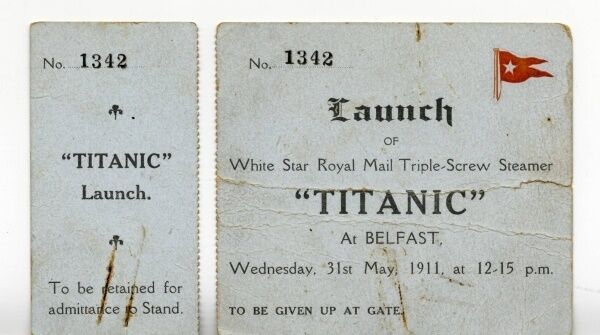 No. 1342
"TITANIC"
Launch.
To be retained for
admittance to Stand.
No. 1342
Launch
OF
White Star Royal Mail Triple-Screw Steamer
"TITANIC"
At BELFAST,
Wednesday, 31st May, 1911, at 12-15 p.m.
TO BE GIVEN UP AT GATE.